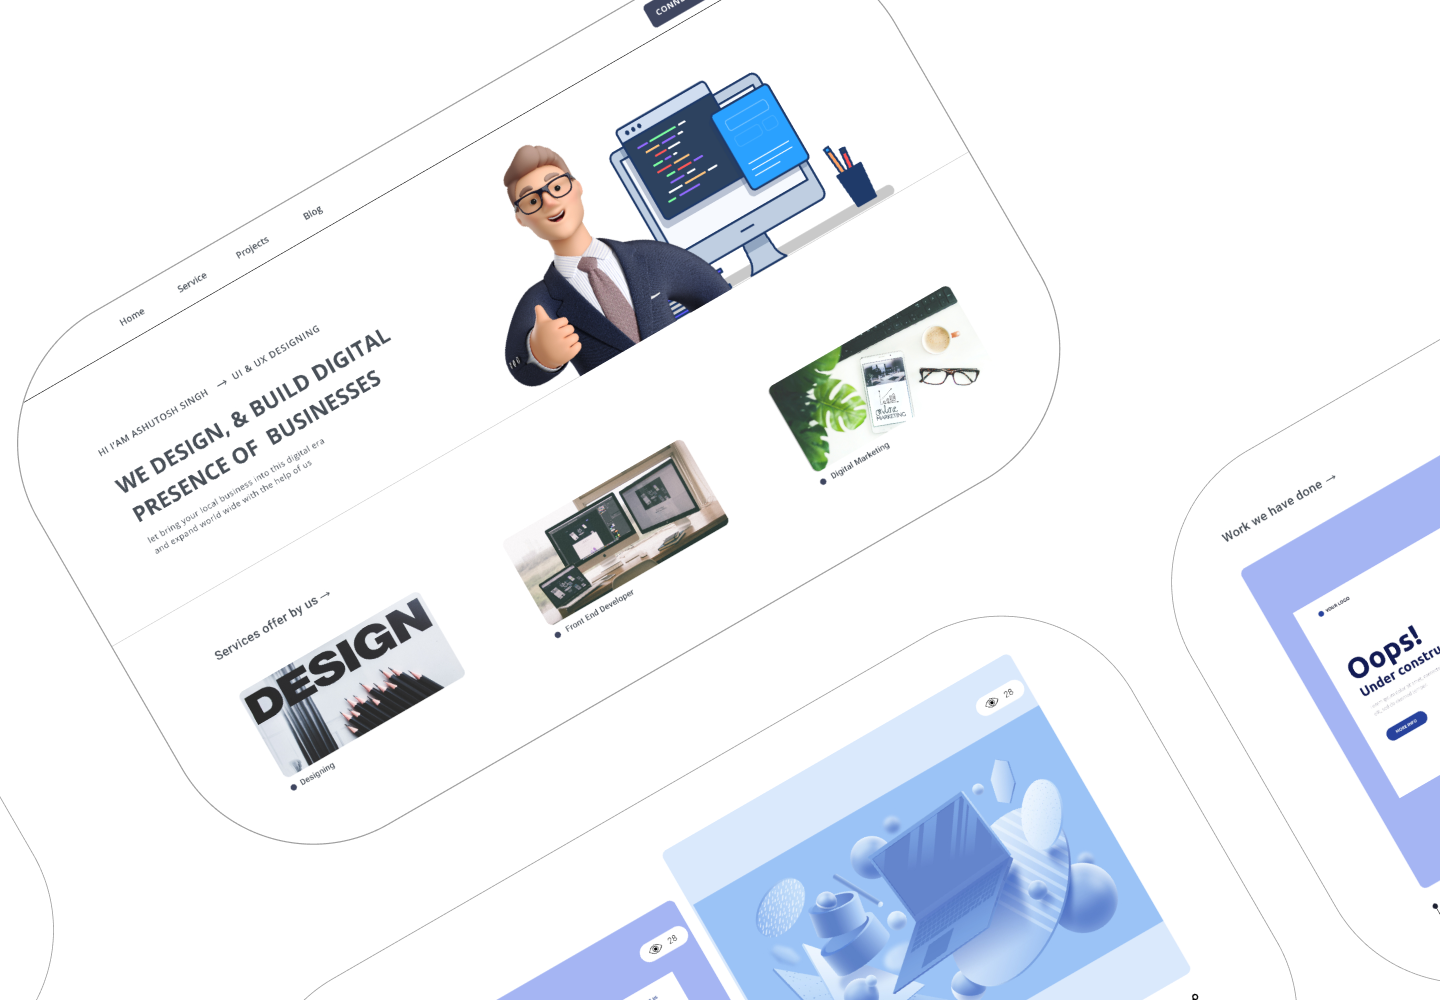 CONN
Home
Service
Projects
Blog
HI I'AM ASHUTOSH SINGH → UI & UX DESIGNING
WE DESIGN, & BUILD DIGITAL
PRESENCE OF BUSINESSES
let bring your local business into this digital era
and expand world wide with the help of us
Services offer by us →
DESIGN
Designing
Front End Developer
online
MARKETING
Digital Marketing
28
28
Work we have done →
YOUR LOGO
Oops!
Under constru
MORE INFO